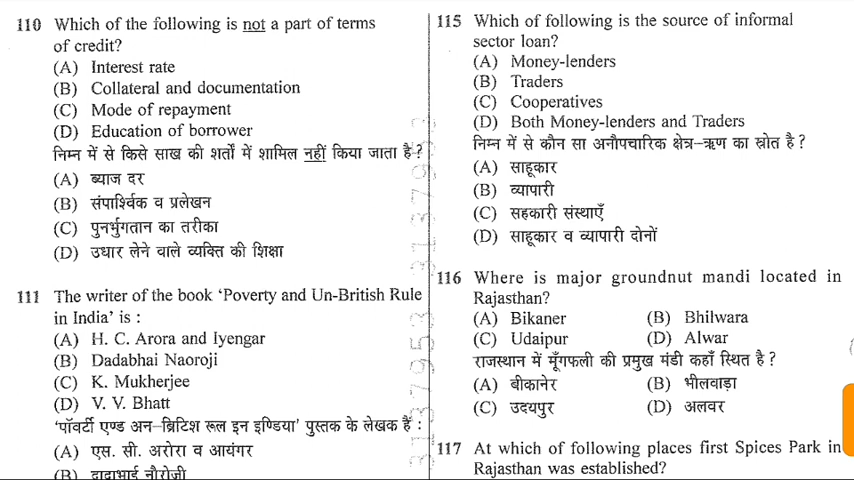 110 Which of the following is not a part of terms
of credit?
(A) Interest rate
(B) Collateral and documentation
(C) Mode of repayment
(D) Education of borrower
निम्न में से किसे साख की शर्तों में शामिल नहीं किया जाता है ?
(A) ब्याज दर
(B) संपार्श्विक व प्रलेखन
(C) पुनर्भुगतान का तरीका
(D) उधार लेने वाले व्यक्ति की शिक्षा
111 The writer of the book ‘Poverty and Un-British Rule
in India’ is :
(A) H. C. Arora and Iyengar
(B) Dadabhai Naoroji
(C) K. Mukherjee
(D) V. V. Bhatt
‘पॉवर्टी एण्ड अन–ब्रिटिश रूल इन इण्डिया’ पुस्तक के लेखक हैं :
(A) एस. सी. अरोरा व आयंगर
(B) दादाभाई नौरोजी
115 Which of following is the source of informal
sector loan?
(A) Money-lenders
(B) Traders
(C) Cooperatives
(D) Both Money-lenders and Traders
निम्न में से कौन सा अनौपचारिक क्षेत्र–ऋण का स्रोत है ?
(A) साहूकार
(B) व्यापारी
(C) सहकारी संस्थाएँ
(D) साहूकार व व्यापारी दोनों
116 Where is major groundnut mandi located in
Rajasthan?
(A) Bikaner (B) Bhilwara
(C) Udaipur (D) Alwar
राजस्थान में मूँगफली की प्रमुख मंडी कहाँ स्थित है ?
(A) बीकानेर (B) भीलवाड़ा
(C) उदयपुर (D) अलवर
117 At which of following places first Spices Park in
Rajasthan was established?